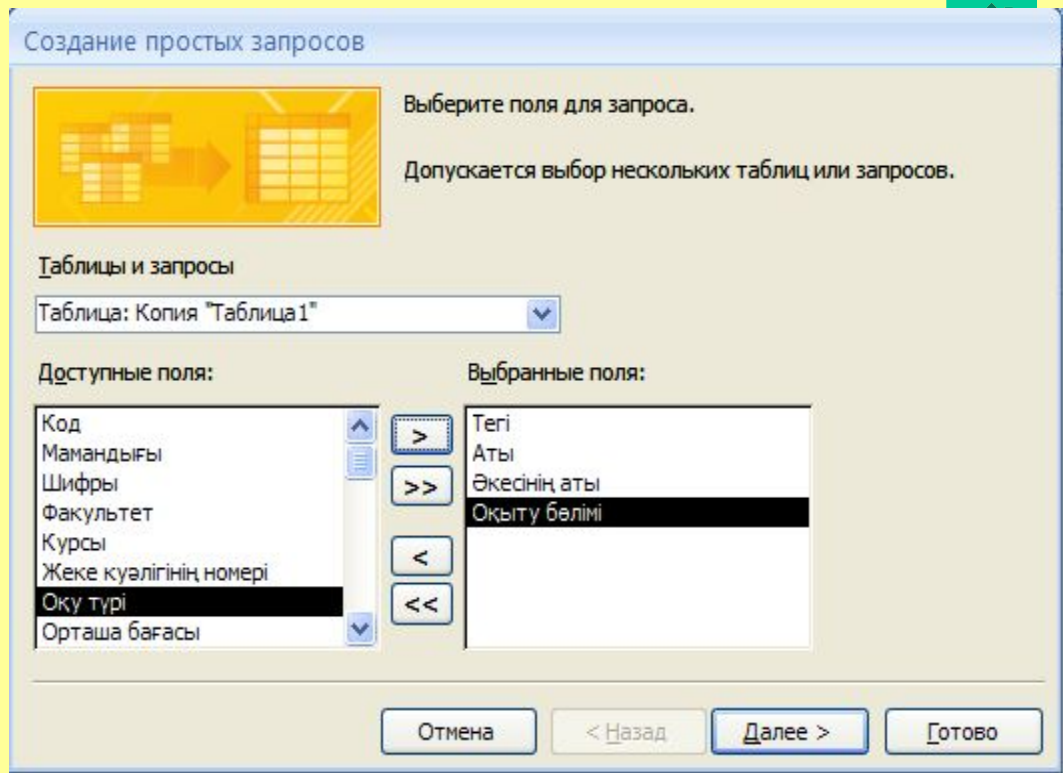 Создание простых запросов
Выберите поля для запроса.
Допускается выбор нескольких таблиц или запросов.
Таблицы и запросы
Таблица: Копия "Таблица1"
Доступные поля:
Код
Мамандығы
Шифры
Факультет
Курсы
Жеке куәлігінің номері
Оқу түрі
Орташа бағасы
>
>>
<
<<
Выбранные поля:
Тегі
Аты
Әкесінің аты
Оқыту бөлімі
Отмена
< Назад
Далее >
Готово